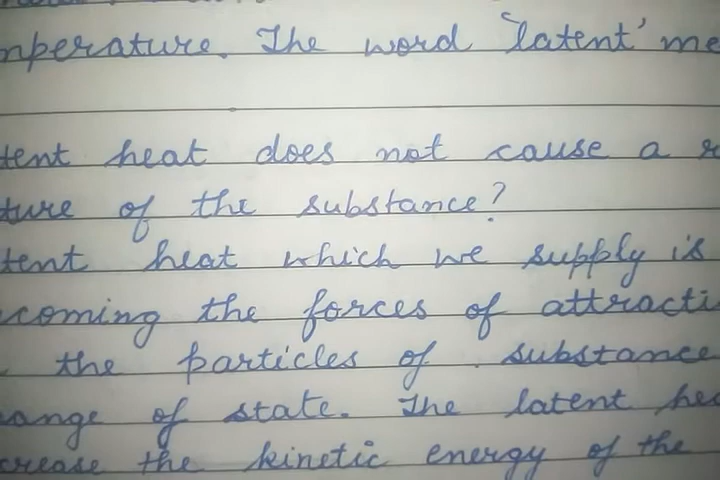 nperature. The word 'latent' me
tent heat does not cause a
ture of the substance?
tent heat which we supply is
coming the forces of attracti
the particles of substance
ange of state. The latent hea
crease the kinetic energy of the